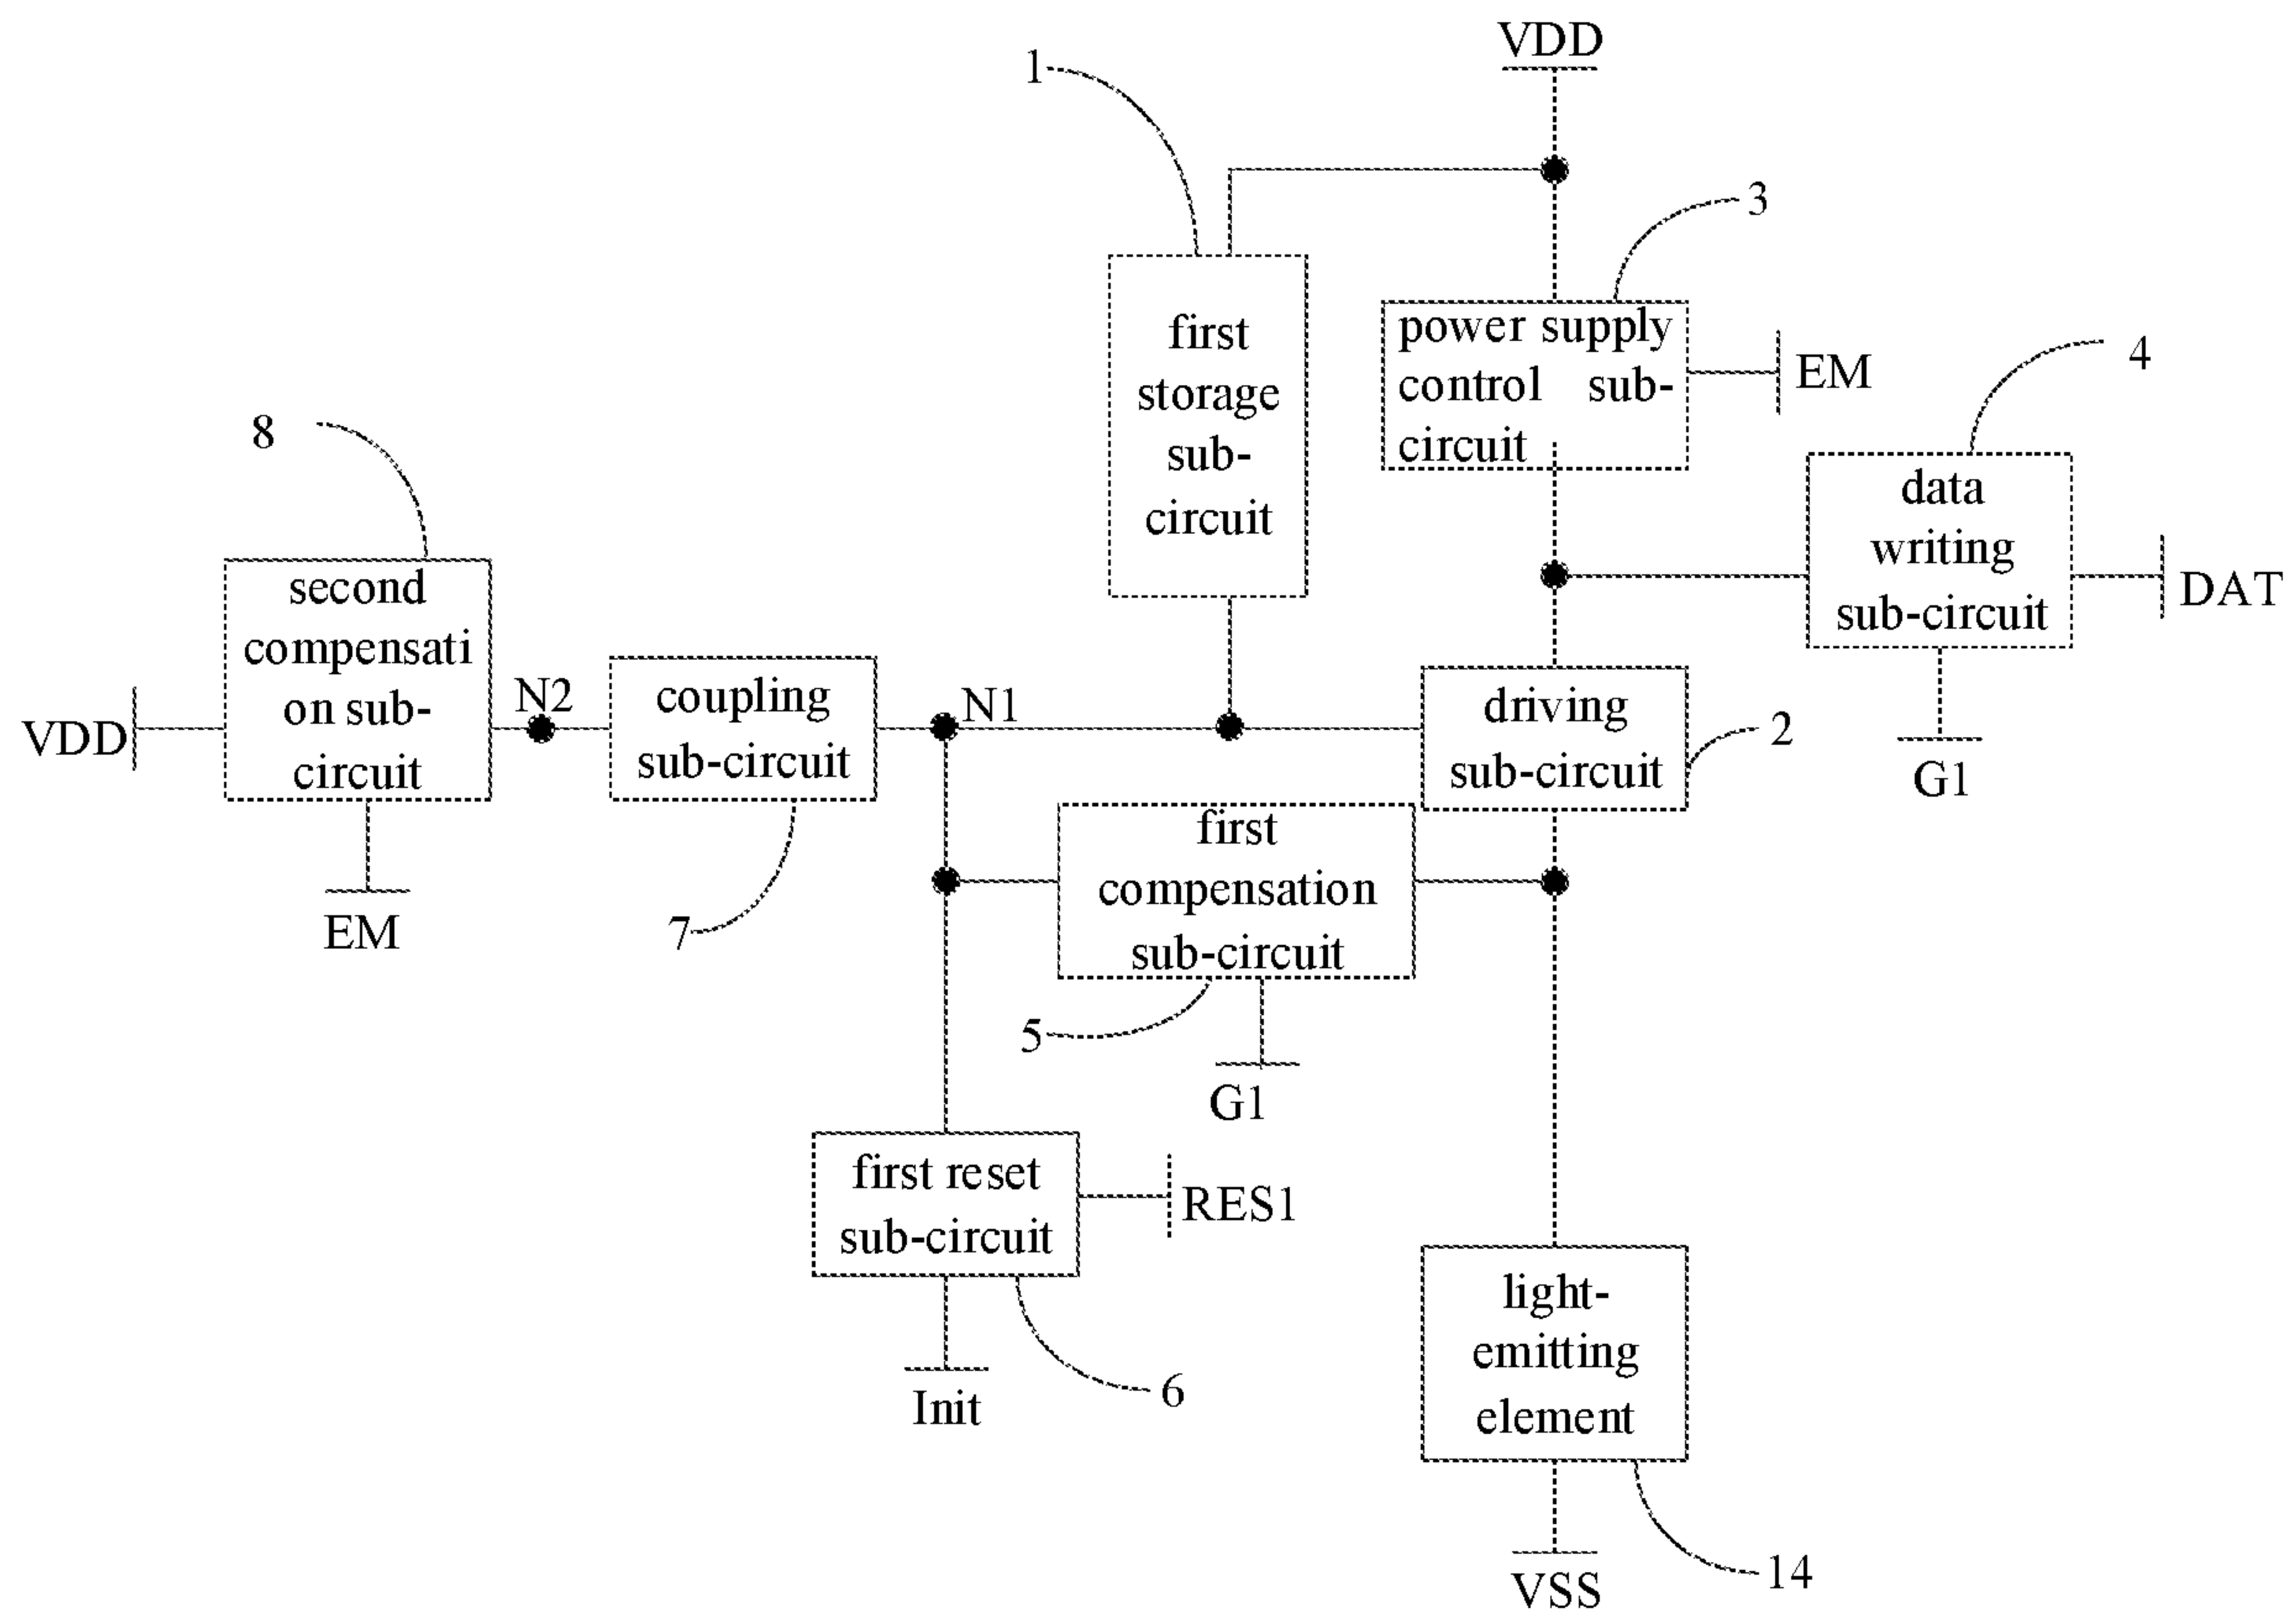 VDD
1
3
first
storage
sub-
circuit
power supply
control sub-
circuit
EM
4
8
data
writing
sub-circuit
DAT
G1
second
compensati
on sub-
circuit
VDD
N2
EM
coupling
sub-circuit
7
N1
driving
sub-circuit
2
first
compensation
sub-circuit
5
G1
first reset
sub-circuit
RES1
6
Init
light-
emitting
element
14
VSS